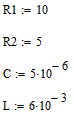 R1 := 10
R2 := 5
C := 5·10⁻⁶
L := 6·10⁻³